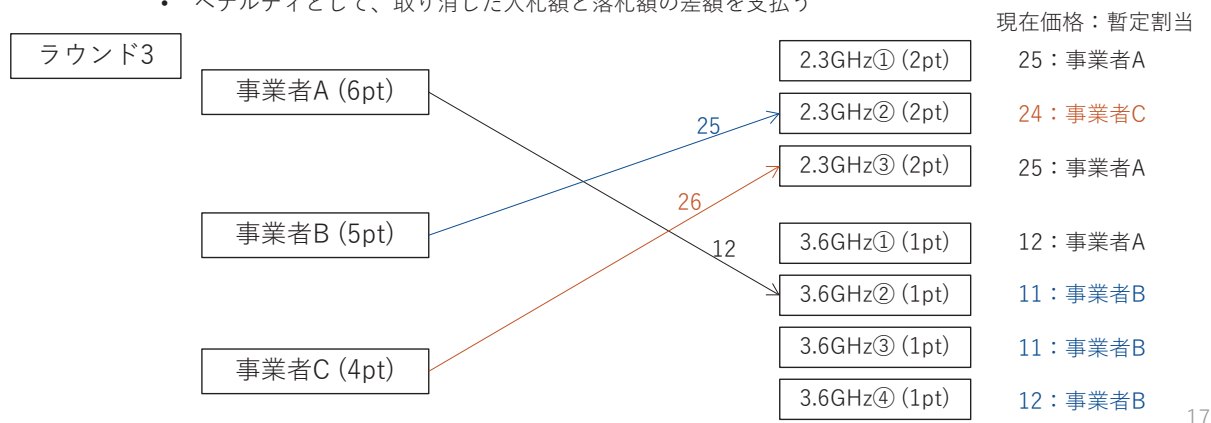 • ペナルティとして、取り消した入札額と落札額の差額を支払う
現在価格：暫定割当
ラウンド3
事業者A (6pt)
事業者B (5pt)
事業者C (4pt)
25
26
12
2.3GHz① (2pt) 25：事業者A
2.3GHz② (2pt) 24：事業者C
2.3GHz③ (2pt) 25：事業者A
3.6GHz① (1pt) 12：事業者A
3.6GHz② (1pt) 11：事業者B
3.6GHz③ (1pt) 11：事業者B
3.6GHz④ (1pt) 12：事業者B
17